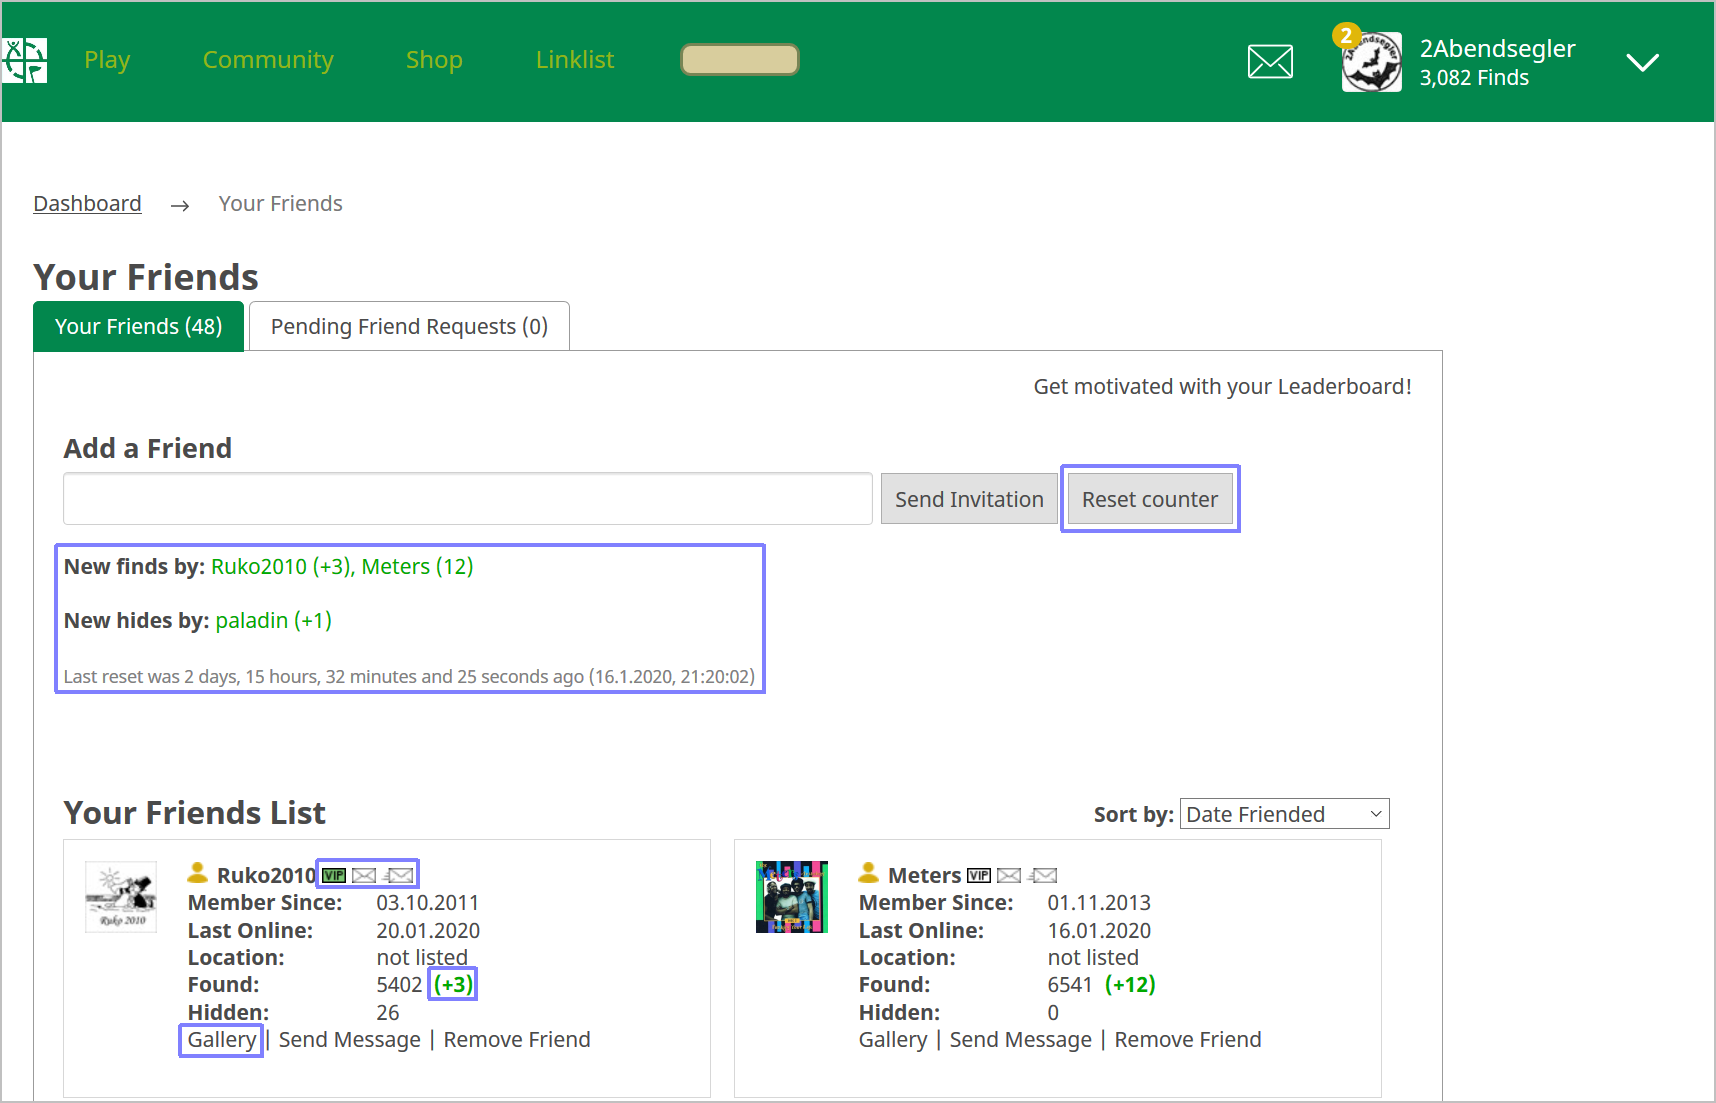 Play Community Shop Linklist
2
2Abendsegler
3,082 Finds
Dashboard → Your Friends
Your Friends
Your Friends (48) Pending Friend Requests (0)
Get motivated with your Leaderboard!
Add a Friend
Send Invitation Reset counter
New finds by: Ruko2010 (+3), Meters (12)
New hides by: paladin (+1)
Last reset was 2 days, 15 hours, 32 minutes and 25 seconds ago (16.1.2020, 21:20:02)
Your Friends List
Sort by: Date Friended
Ruko 2010
Ruko2010 VIP
Member Since: 03.10.2011
Last Online: 20.01.2020
Location: not listed
Found: 5402 (+3)
Hidden: 26
Gallery | Send Message | Remove Friend
Meters VIP
Member Since: 01.11.2013
Last Online: 16.01.2020
Location: not listed
Found: 6541 (+12)
Hidden: 0
Gallery | Send Message | Remove Friend